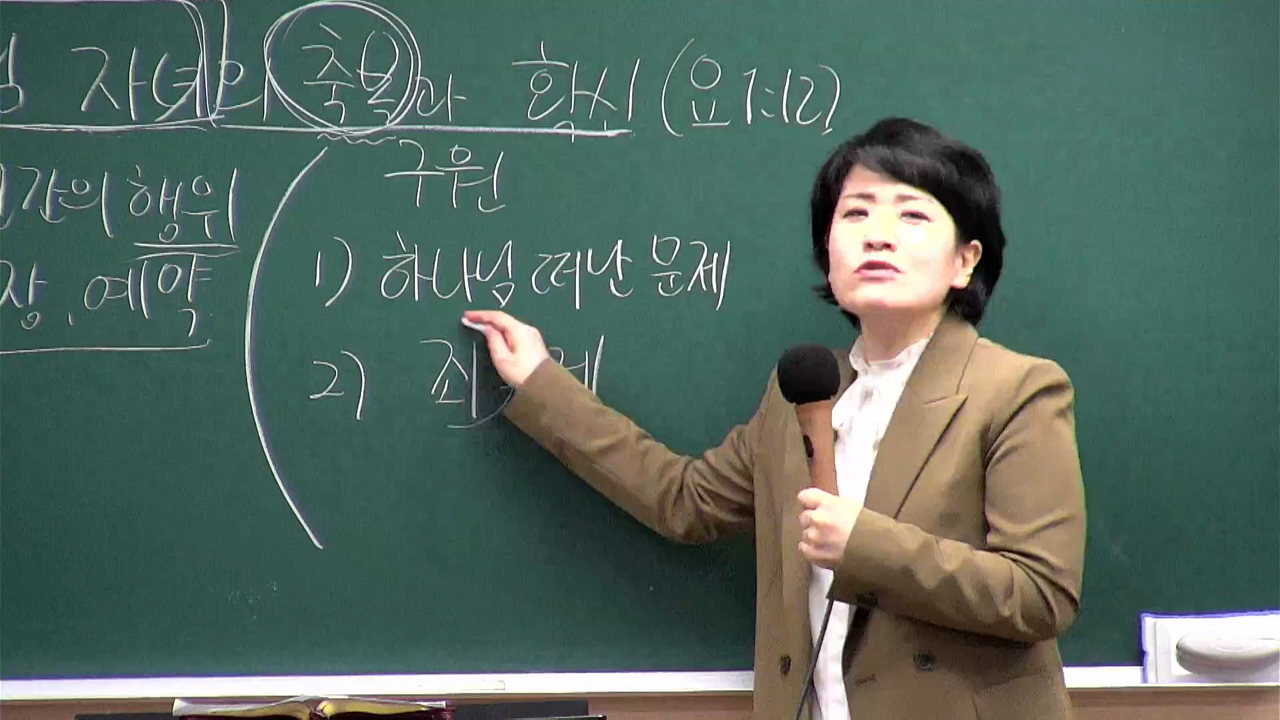 자녀의 축복과 확신 (요 1:12)
인간의 행위
구원
예약
1) 하나님 떠난 문제
2) 죄